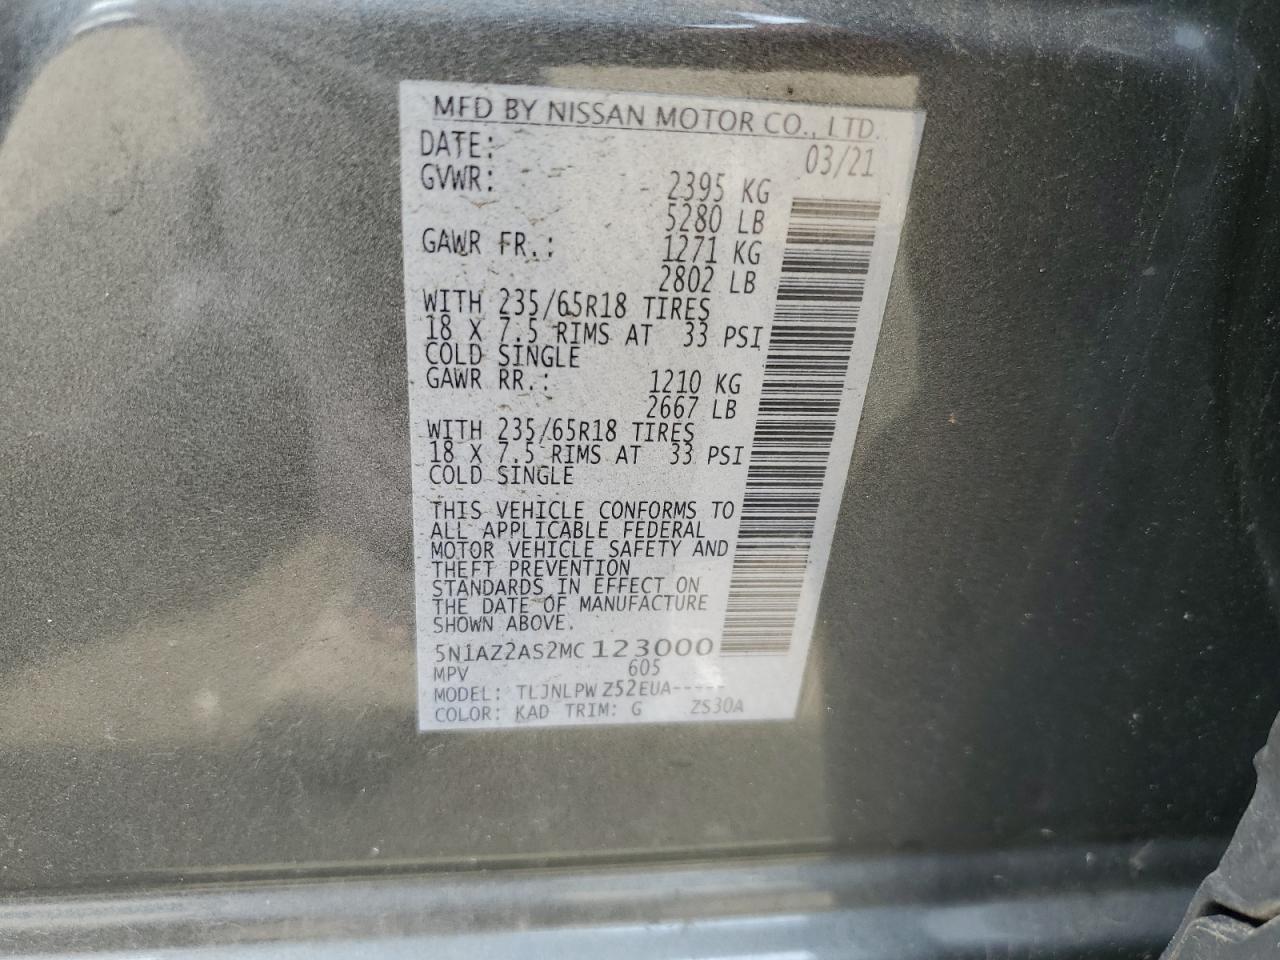 MFD BY NISSAN MOTOR CO., LTD.
DATE: 03/21
GVWR: 2395 KG
5280 LB
GAWR FR.: 1271 KG
2802 LB
WITH 235/65R18 TIRES
18 X 7.5 RIMS AT 33 PSI
COLD SINGLE
GAWR RR.: 1210 KG
2667 LB
WITH 235/65R18 TIRES
18 X 7.5 RIMS AT 33 PSI
COLD SINGLE
THIS VEHICLE CONFORMS TO
ALL APPLICABLE FEDERAL
MOTOR VEHICLE SAFETY AND
THEFT PREVENTION
STANDARDS IN EFFECT ON
THE DATE OF MANUFACTURE
SHOWN ABOVE.
5N1AZ2AS2MC123000
MPV 605
MODEL: TLJNLPW Z52EUA-----
COLOR: KAD TRIM: G ZS30A